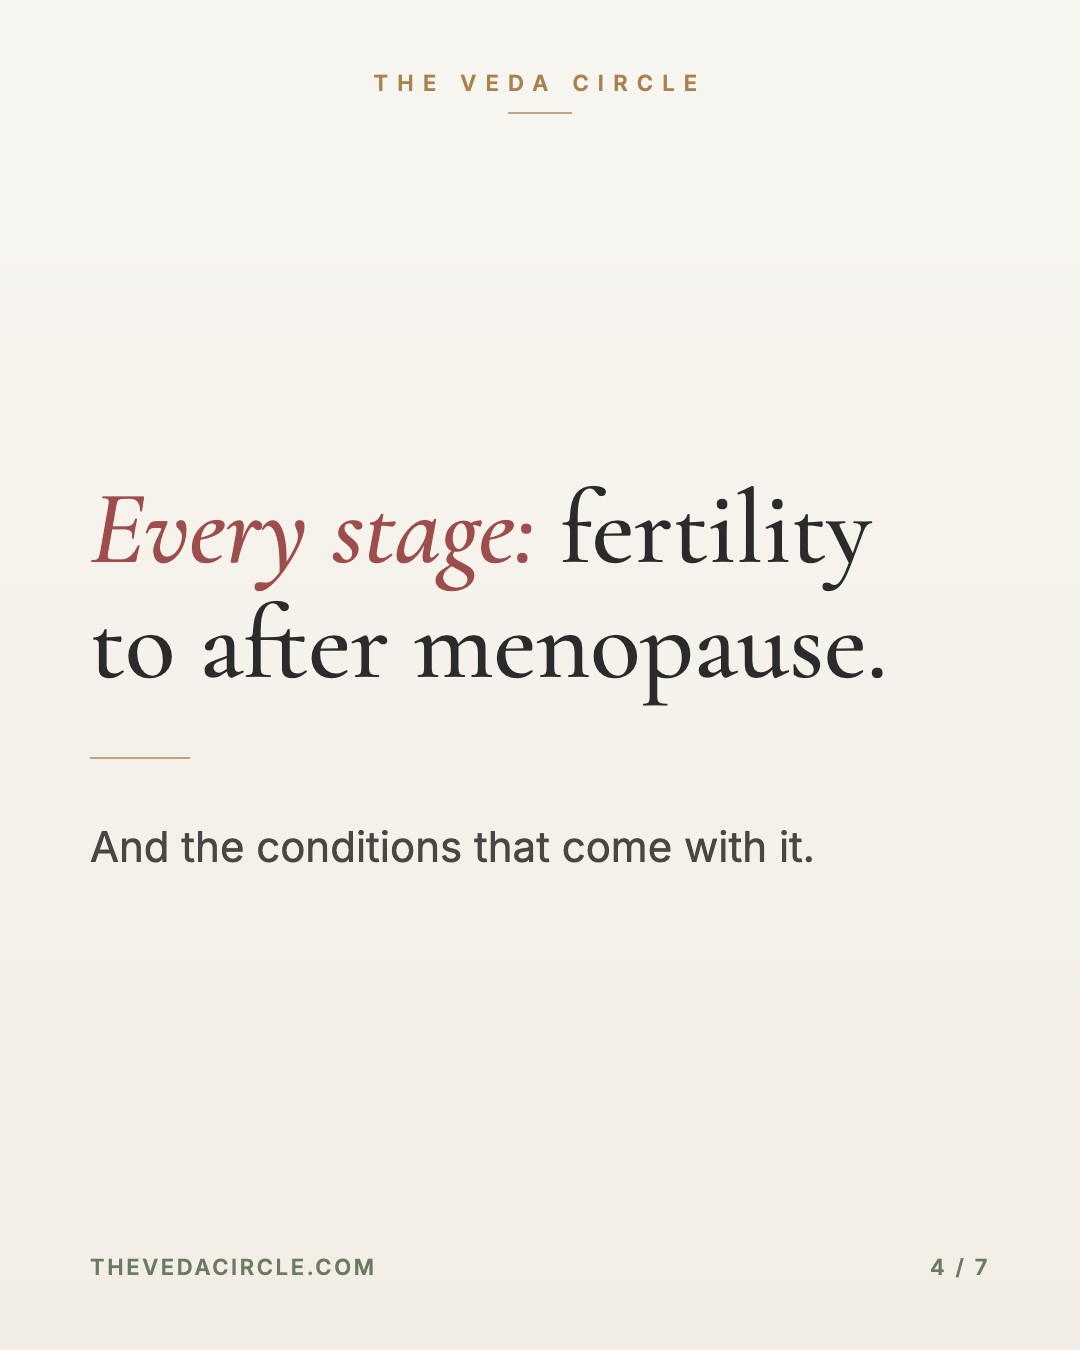 THE VEDA CIRCLE
Every stage: fertility
to after menopause.
And the conditions that come with it.
THEVEDACIRCLE.COM
4 / 7